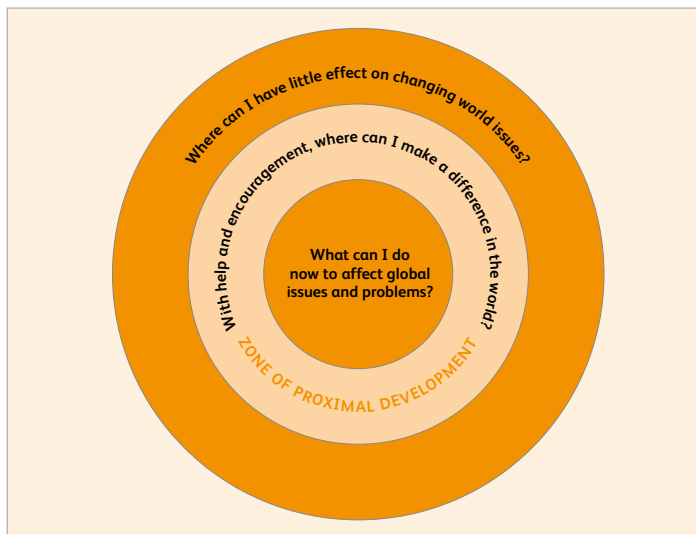 Where can I have little effect on changing world issues?
With help and encouragement, where can I make a difference in the world?
What can I do
now to affect global
issues and problems?
ZONE OF PROXIMAL DEVELOPMENT